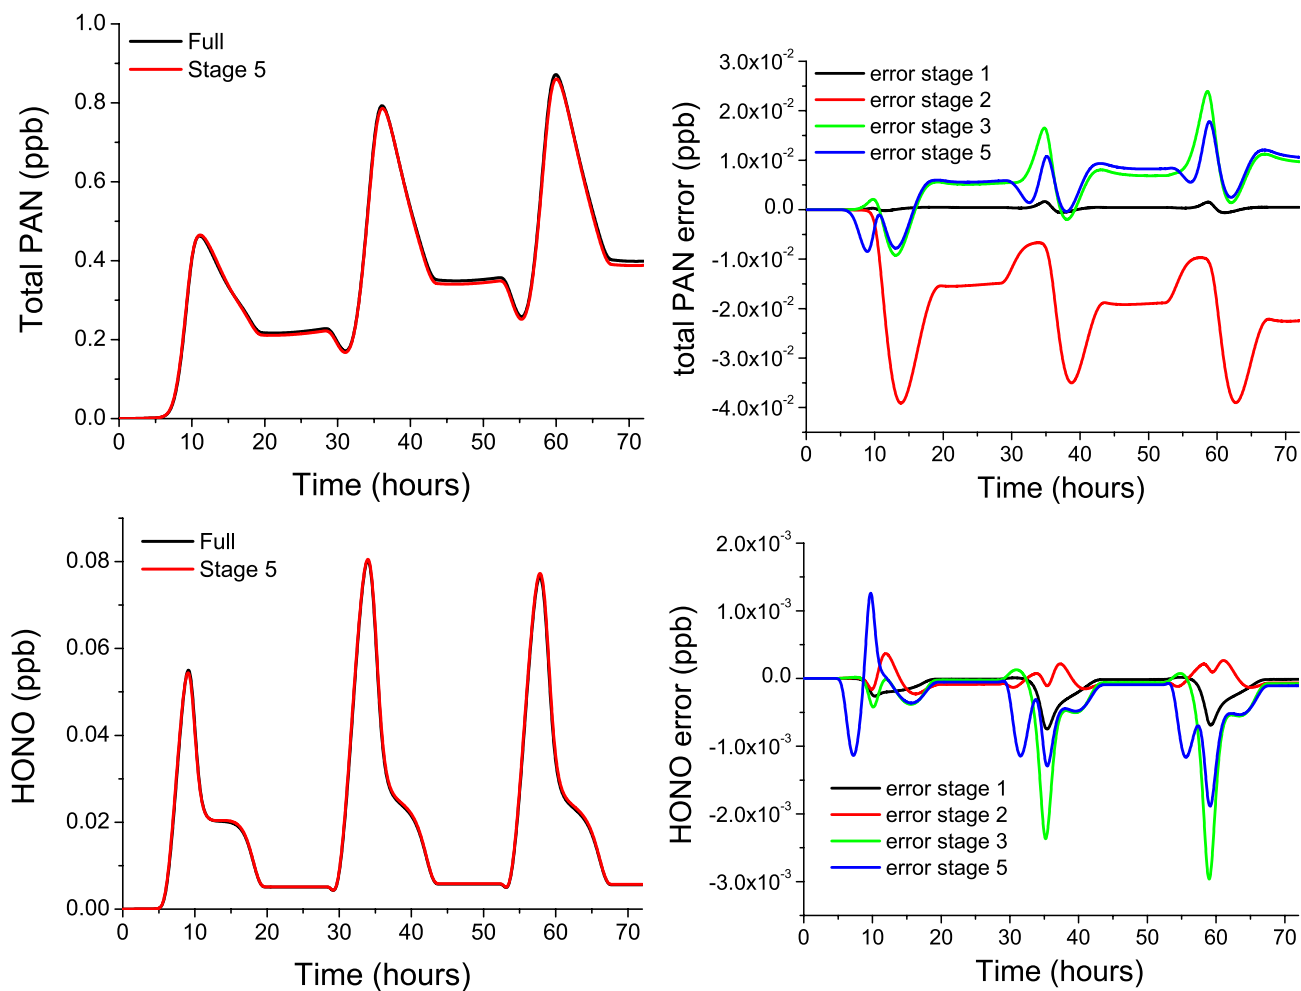 Total PAN (ppb)
1.0
0.8
0.6
0.4
0.2
0.0
Full
Stage 5
0 10 20 30 40 50 60 70
Time (hours)
total PAN error (ppb)
3.0x10-2
2.0x10-2
1.0x10-2
0.0
-1.0x10-2
-2.0x10-2
-3.0x10-2
-4.0x10-2
error stage 1
error stage 2
error stage 3
error stage 5
0 10 20 30 40 50 60 70
Time (hours)
HONO (ppb)
0.08
0.06
0.04
0.02
0.00
Full
Stage 5
0 10 20 30 40 50 60 70
Time (hours)
HONO error (ppb)
2.0x10-3
1.0x10-3
0.0
-1.0x10-3
-2.0x10-3
-3.0x10-3
error stage 1
error stage 2
error stage 3
error stage 5
0 10 20 30 40 50 60 70
Time (hours)